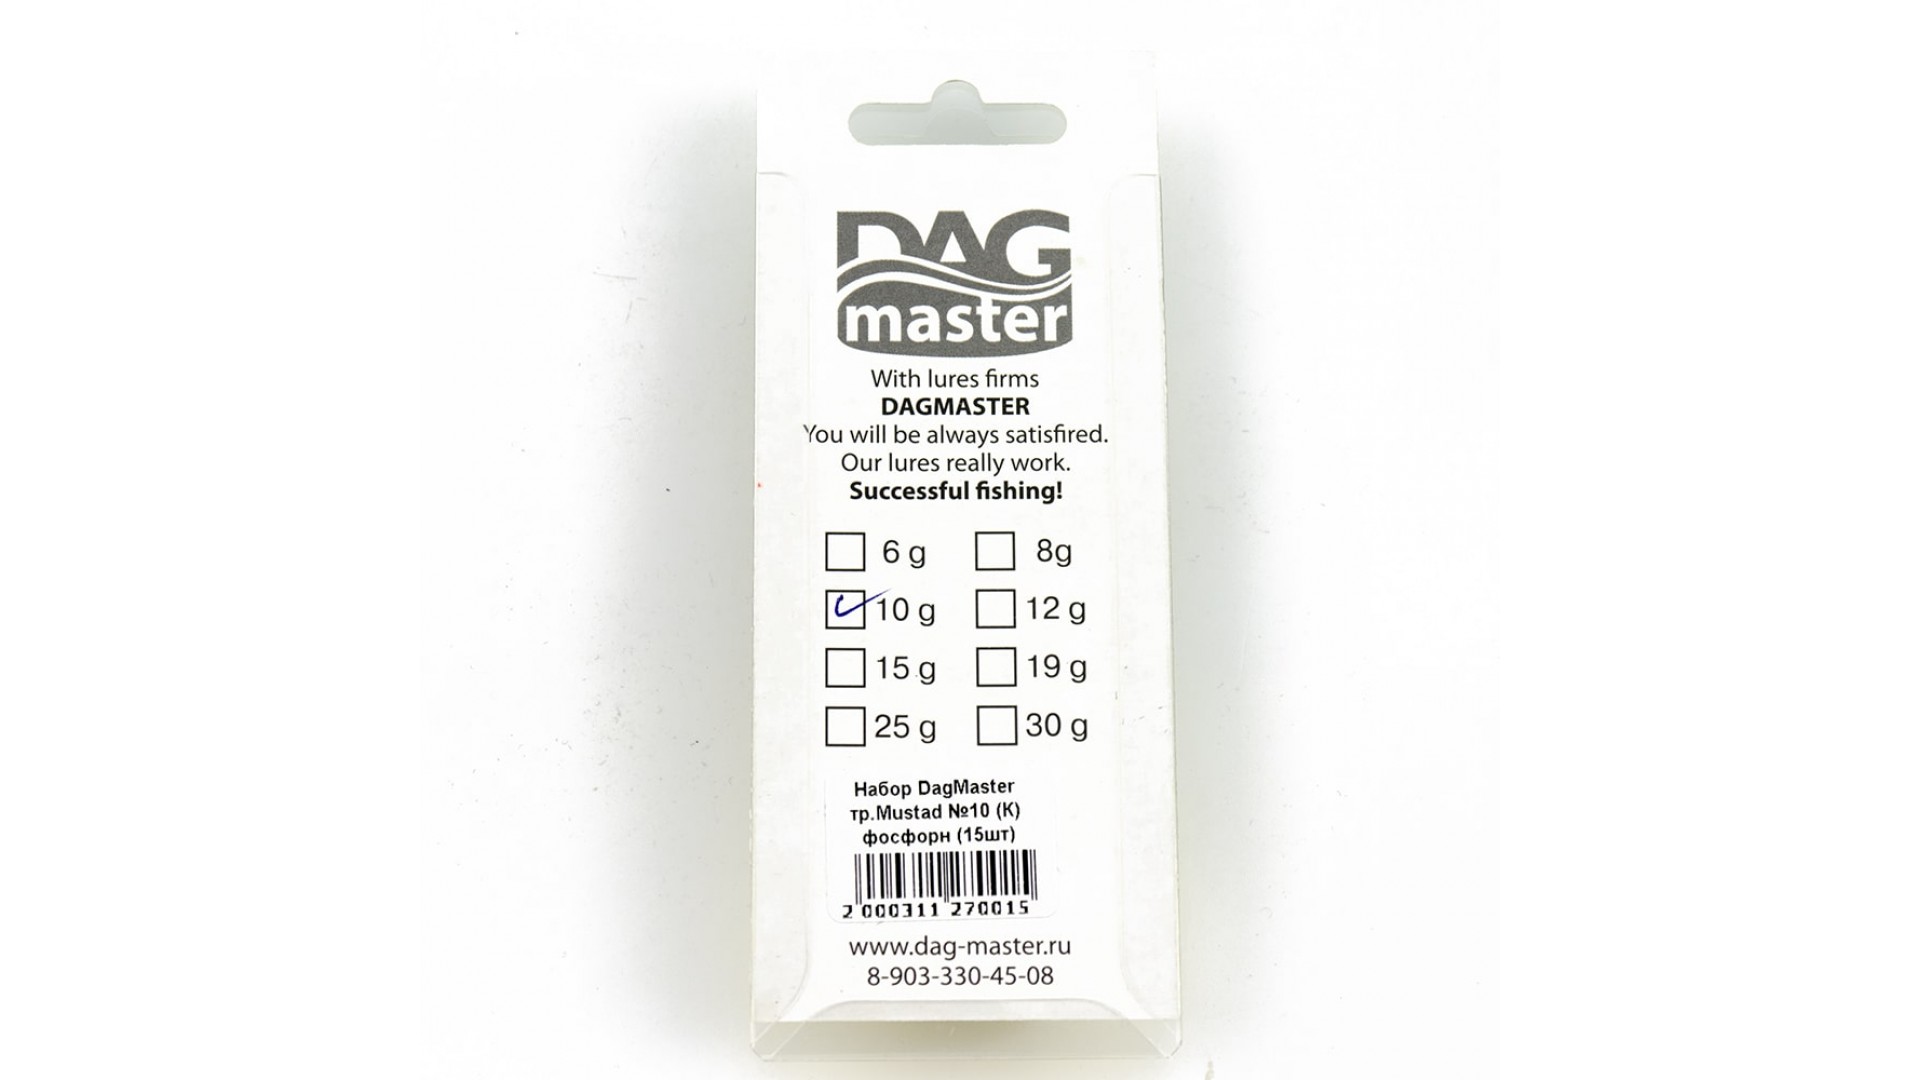 DAG
master
With lures firms
DAGMASTER
You will be always satisfired.
Our lures really work.
Successful fishing!
6 g 8g
10 g 12 g
15 g 19 g
25 g 30 g
Набор DagMaster
тр.Mustad №10 (К)
фосфорн (15шт)
2 000311 270015
www.dag-master.ru
8-903-330-45-08